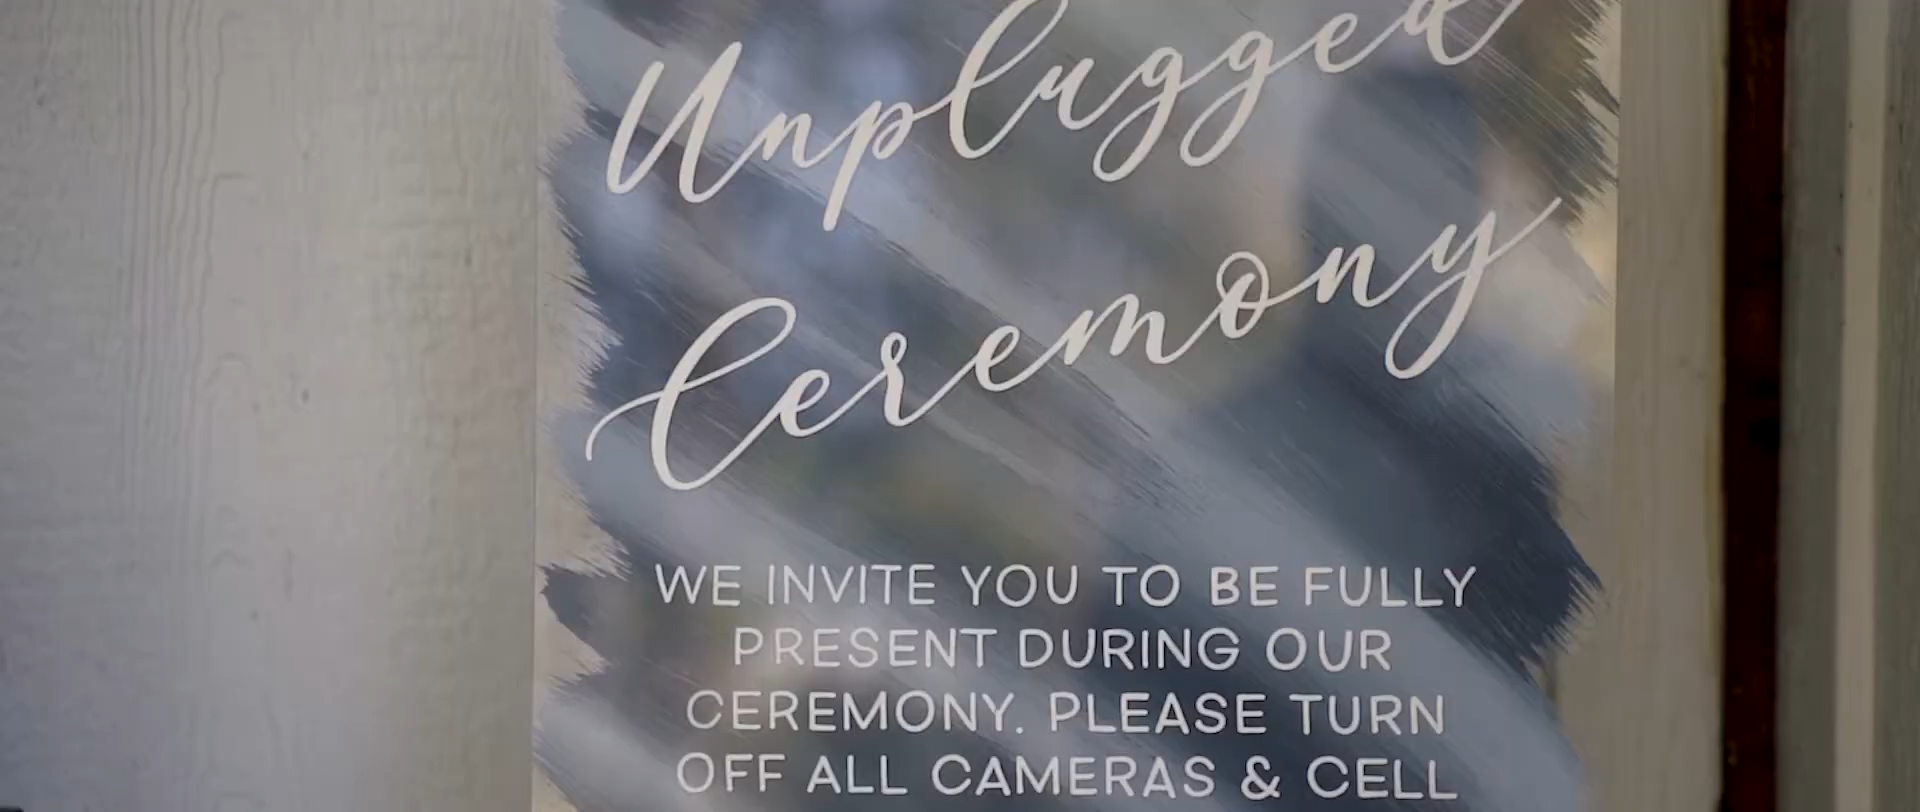 Unplugged
Ceremony
WE INVITE YOU TO BE FULLY
PRESENT DURING OUR
CEREMONY. PLEASE TURN
OFF ALL CAMERAS & CELL